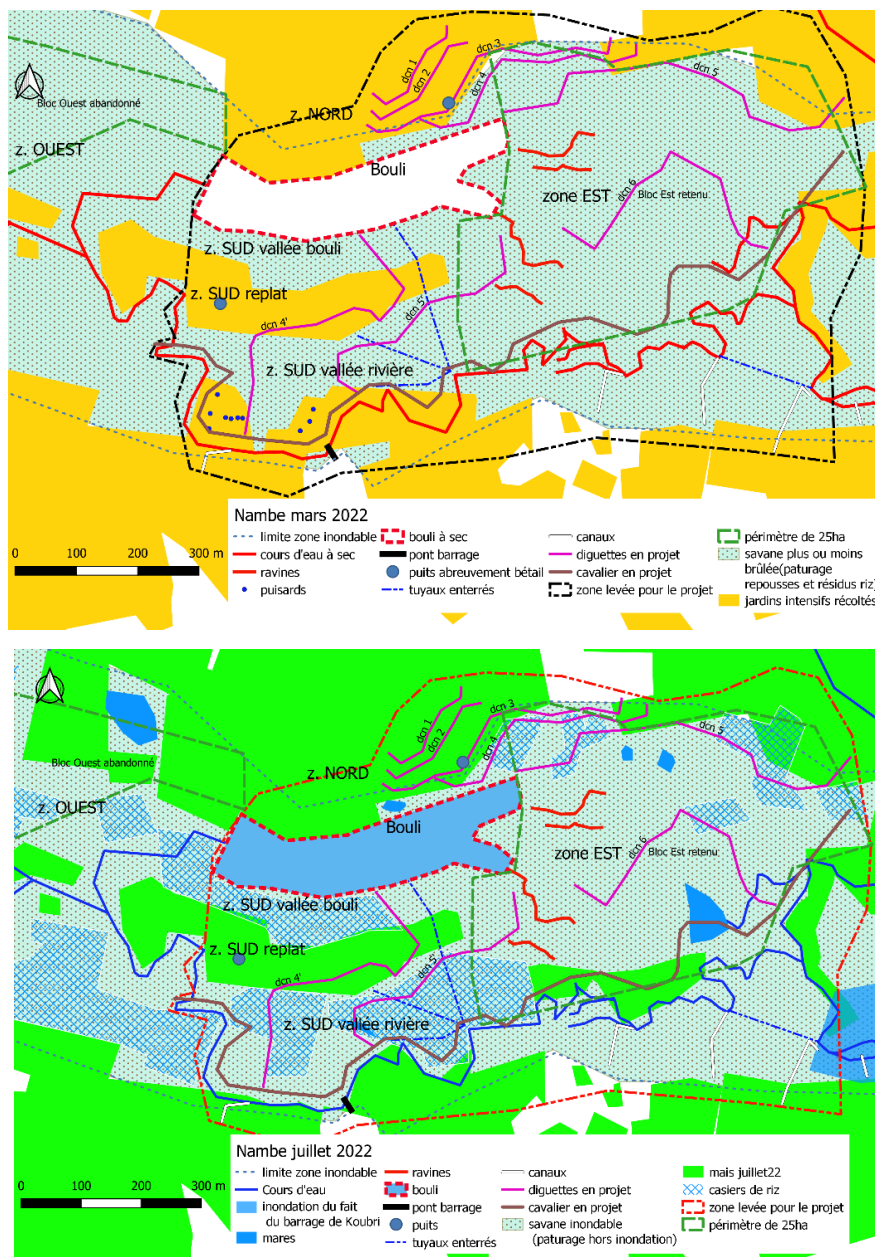 dcn 1
dcn 2
dcn 3
dcn 4
dcn 5
Bloc Ouest abandonné
z. NORD
z. OUEST
Bouli
dcn 6
zone EST
Bloc Est retenu
z. SUD vallée bouli
z. SUD replat
dcn 4'
dcn 5'
z. SUD vallée rivière
Nambe mars 2022
limite zone inondable
cours d'eau à sec
ravines
puisards
bouli à sec
pont barrage
puits abreuvement bétail
tuyaux enterrés
canaux
diguettes en projet
cavalier en projet
zone levée pour le projet
périmètre de 25ha
savane plus ou moins
brûlée(paturage
repousses et résidus riz)
jardins intensifs récoltés
0 100 200 300 m
dcn 1
dcn 2
dcn 3
dcn 4
dcn 5
Bloc Ouest abandonné
z. NORD
z. OUEST
Bouli
dcn 6
zone EST
Bloc Est retenu
z. SUD vallée bouli
z. SUD replat
dcn 4'
dcn 5'
z. SUD vallée rivière
Nambe juillet 2022
limite zone inondable
Cours d'eau
inondation du fait
du barrage de Koubri
mares
ravines
bouli
pont barrage
puits
tuyaux enterrés
canaux
diguettes en projet
cavalier en projet
savane inondable
(paturage hors inondation)
mais juillet22
casiers de riz
zone levée pour le projet
périmètre de 25ha
0 100 200 300 m